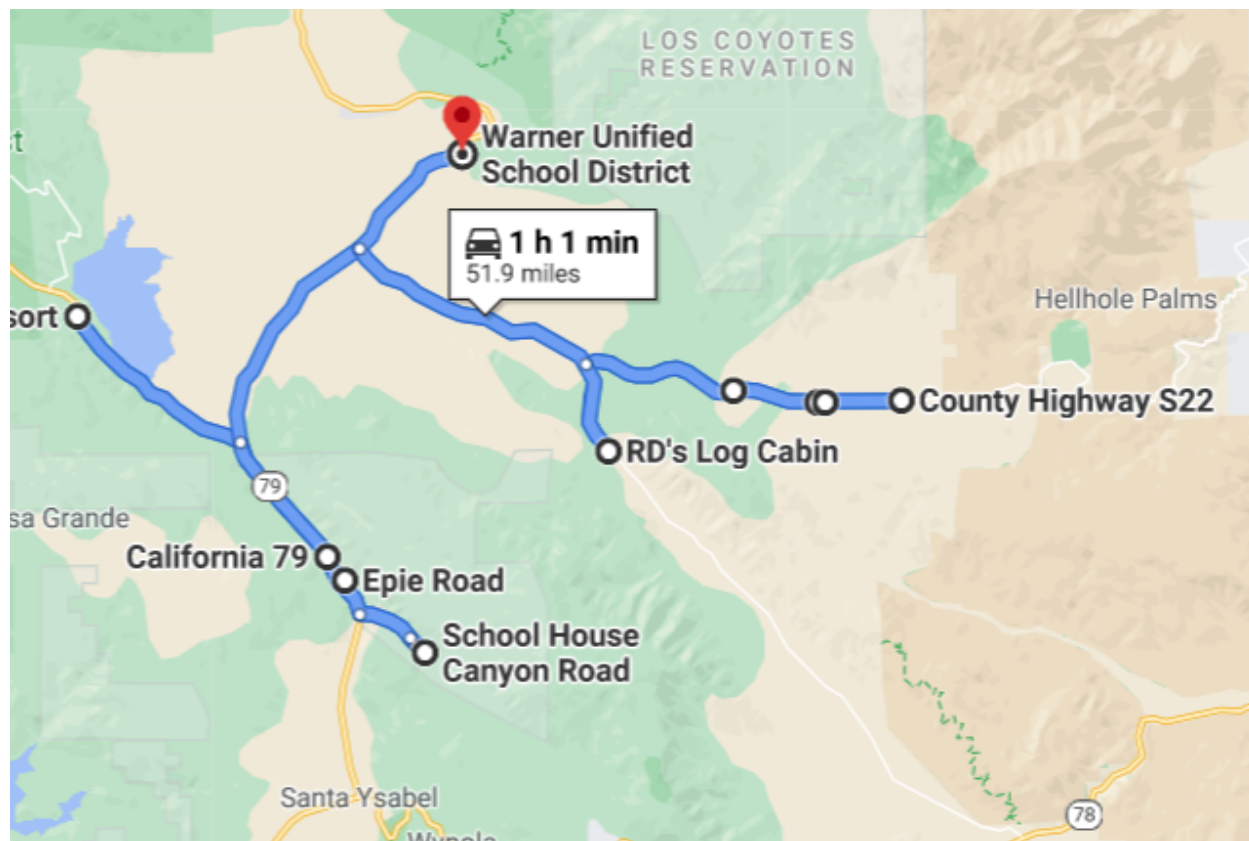 LOS COYOTES
RESERVATION
Warner Unified
School District
1 h 1 min
51.9 miles
Hellhole Palms
sort
County Highway S22
RD's Log Cabin
79
sa Grande
California 79
Epie Road
School House
Canyon Road
Santa Ysabel
78